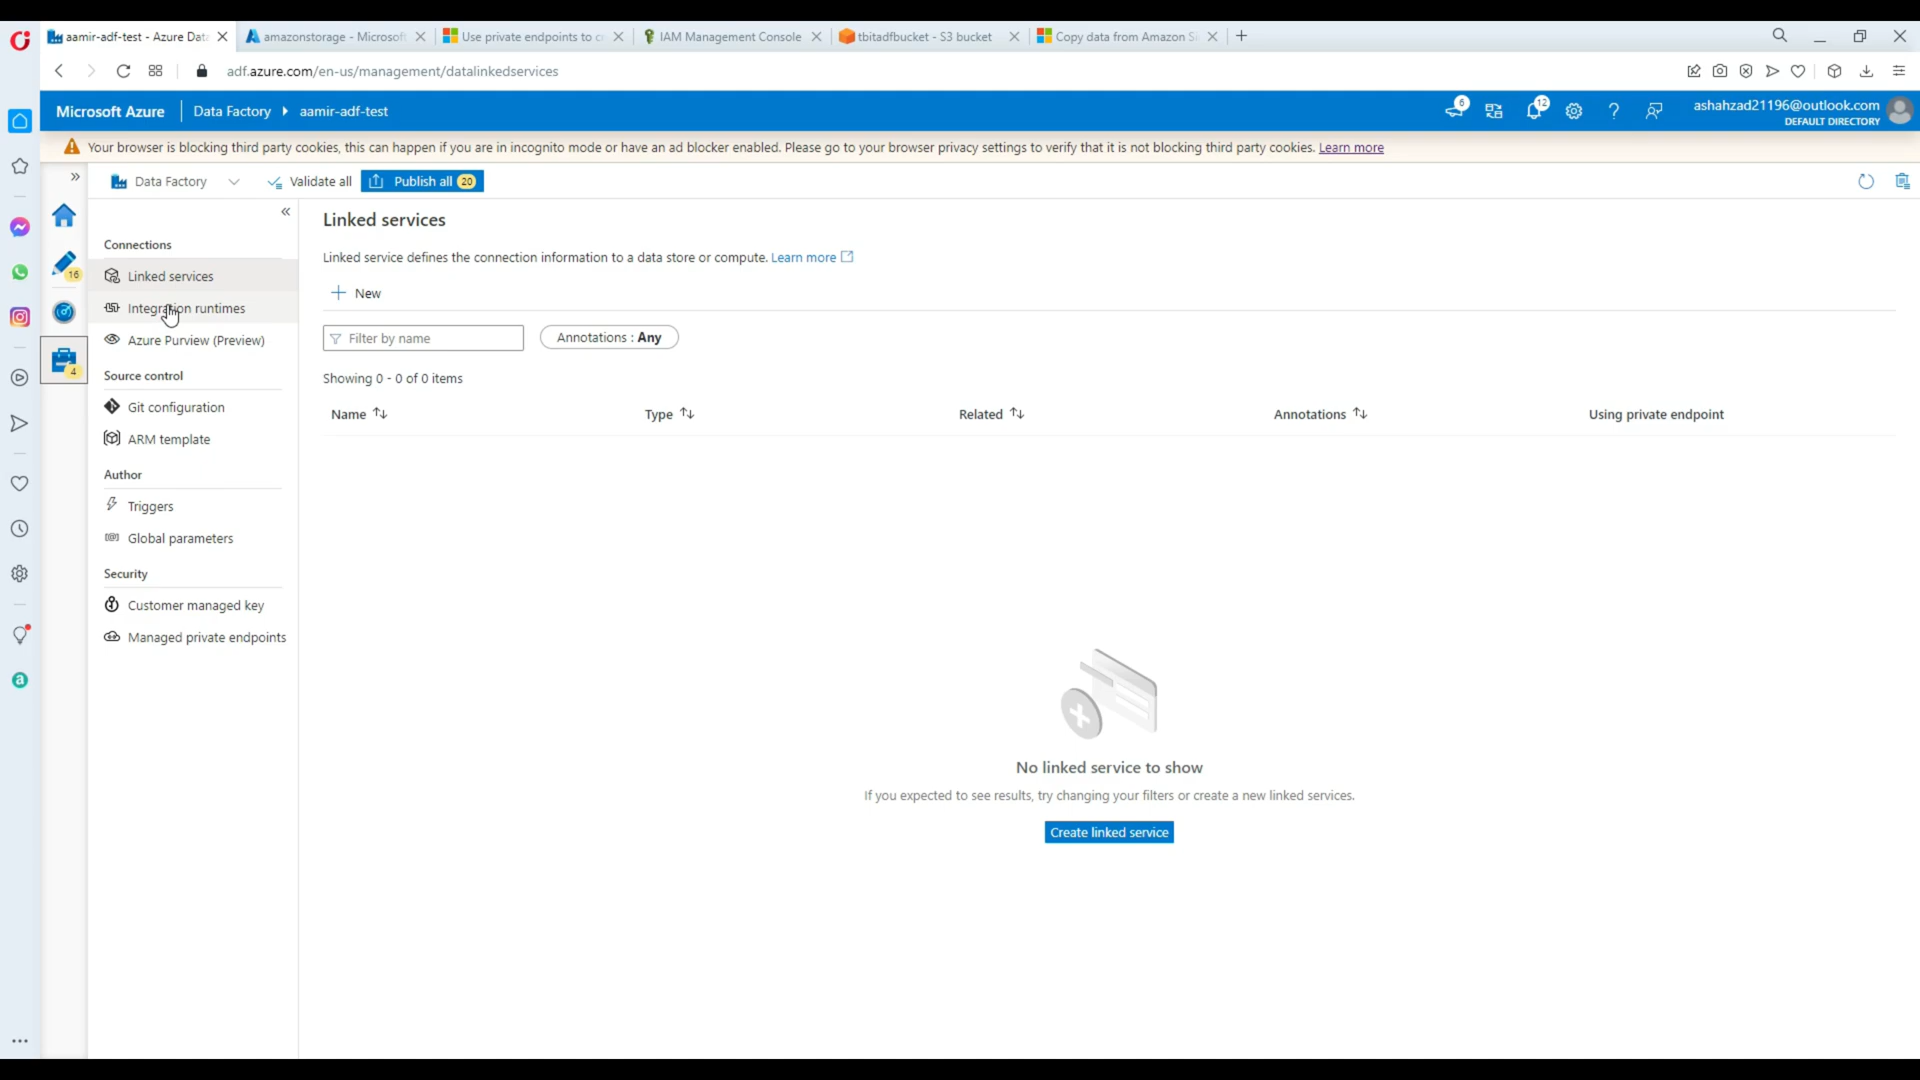 aamir-adf-test - Azure Data
amazonstorage - Microsoft
Use private endpoints to c
IAM Management Console
tbitadfbucket - S3 bucket
Copy data from Amazon Si
adf.azure.com/en-us/management/datalinkedservices
Microsoft Azure
Data Factory
aamir-adf-test
6
12
ashahzad21196@outlook.com
DEFAULT DIRECTORY
Your browser is blocking third party cookies, this can happen if you are in incognito mode or have an ad blocker enabled. Please go to your browser privacy settings to verify that it is not blocking third party cookies. Learn more
Data Factory
Validate all
Publish all 20
Connections
Linked services
Integration runtimes
Azure Purview (Preview)
Source control
Git configuration
ARM template
Author
Triggers
Global parameters
Security
Customer managed key
Managed private endpoints
16
4
a
Linked services
Linked service defines the connection information to a data store or compute. Learn more
New
Filter by name
Annotations : Any
Showing 0 - 0 of 0 items
Name
Type
Related
Annotations
Using private endpoint
No linked service to show
If you expected to see results, try changing your filters or create a new linked services.
Create linked service